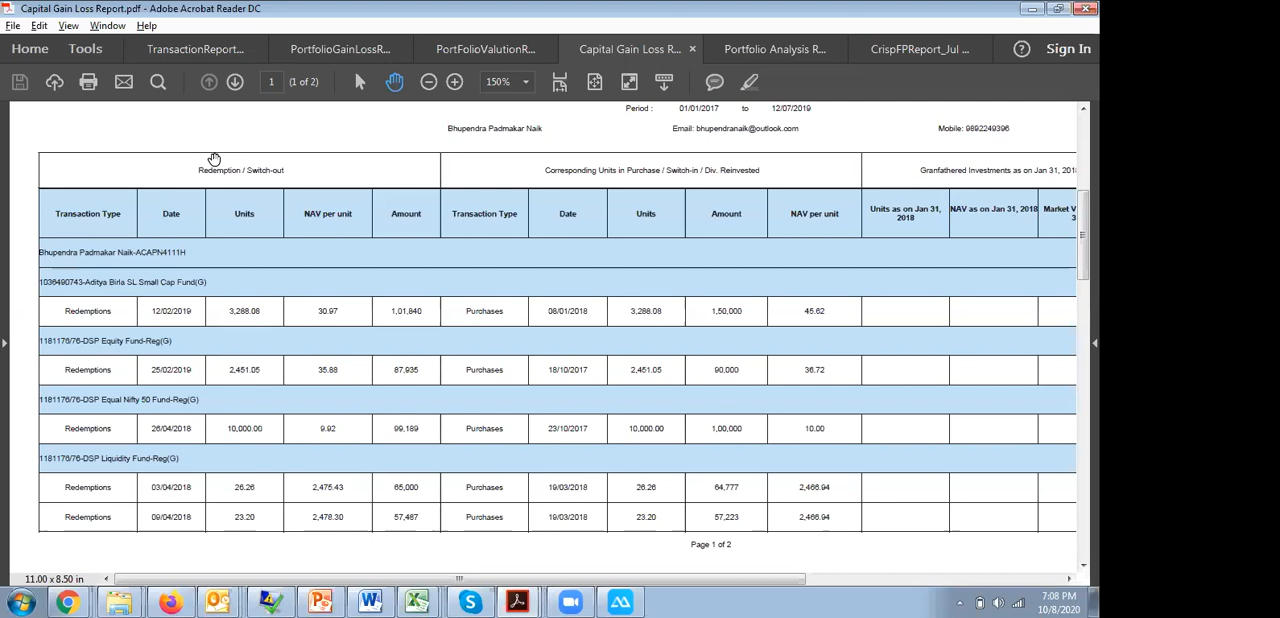 Capital Gain Loss Report.pdf - Adobe Acrobat Reader DC
File Edit View Window Help
Home Tools TransactionReport... PortfolioGainLossR... PortFolioValutionR... Capital Gain Loss R... × Portfolio Analysis R... CrispFPReport_Jul ... Sign In
1 (1 of 2) 150%
Period : 01/01/2017 to 12/07/2019
Bhupendra Padmakar Naik Email: bhupendranaik@outlook.com Mobile: 9892249396
Redemption / Switch-out Corresponding Units in Purchase / Switch-in / Div. Reinvested Granfathered Investments as on Jan 31, 201
Transaction Type Date Units NAV per unit Amount Transaction Type Date Units Amount NAV per unit Units as on Jan 31, 2018 NAV as on Jan 31, 2018 Market V 3
Bhupendra Padmakar Naik-ACAPN4111H
1036490743-Aditya Birla SL Small Cap Fund(G)
Redemptions 12/02/2019 3,288.08 30.97 1,01,840 Purchases 08/01/2018 3,288.08 1,50,000 45.62
1181176/76-DSP Equity Fund-Reg(G)
Redemptions 25/02/2019 2,451.05 35.88 87,935 Purchases 18/10/2017 2,451.05 90,000 36.72
1181176/76-DSP Equal Nifty 50 Fund-Reg(G)
Redemptions 26/04/2018 10,000.00 9.92 99,189 Purchases 23/10/2017 10,000.00 1,00,000 10.00
1181176/76-DSP Liquidity Fund-Reg(G)
Redemptions 03/04/2018 26.26 2,475.43 65,000 Purchases 19/03/2018 26.26 64,777 2,466.94
Redemptions 09/04/2018 23.20 2,478.30 57,487 Purchases 19/03/2018 23.20 57,223 2,466.94
Page 1 of 2
11.00 x 8.50 in
7:08 PM
10/8/2020